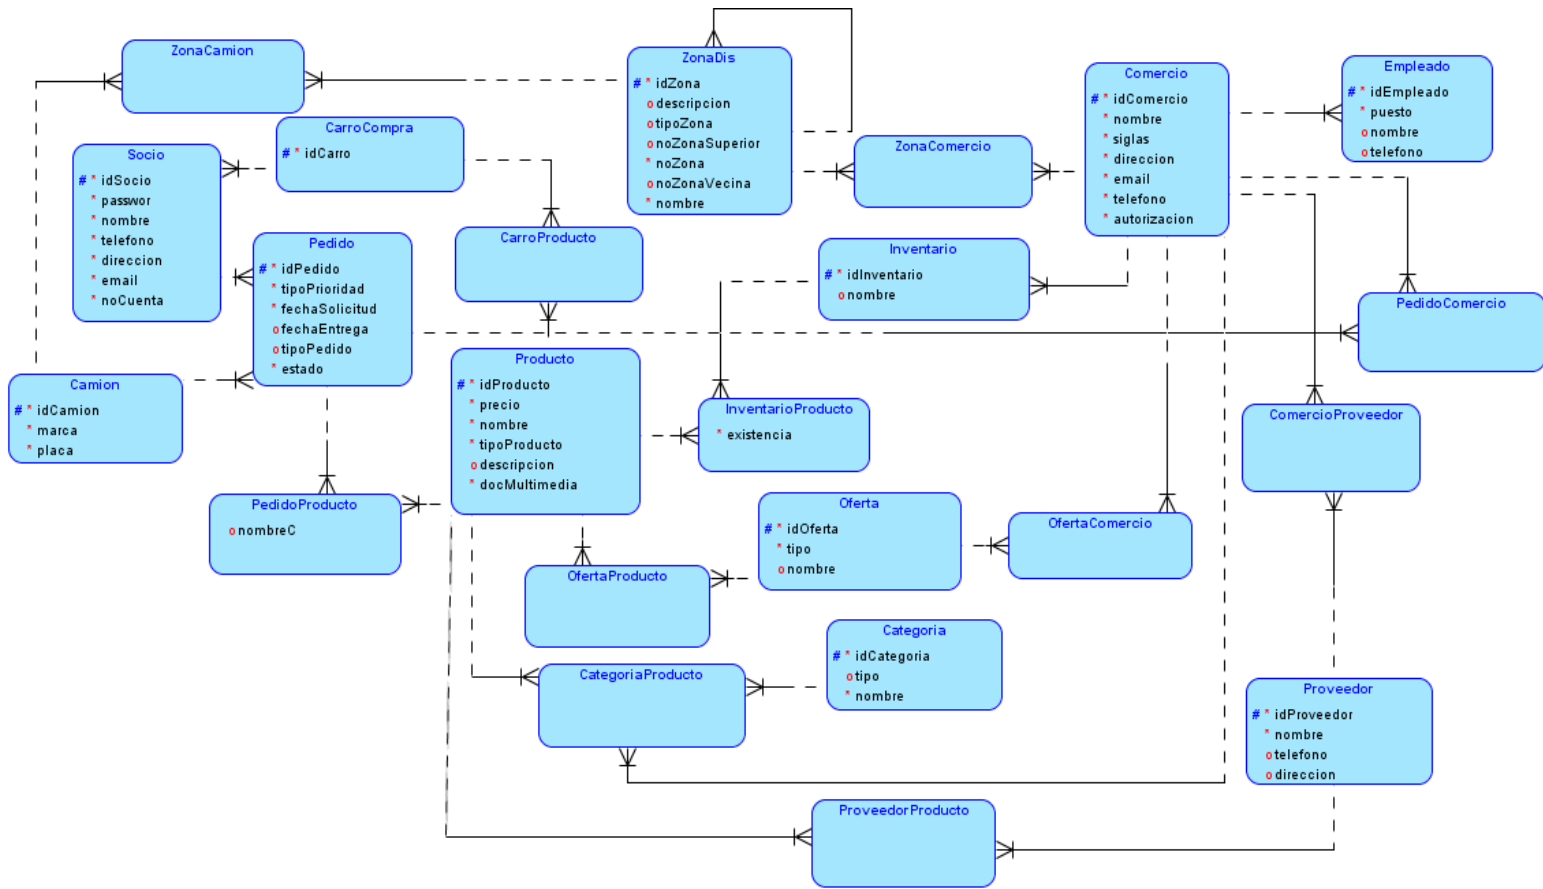 ZonaCamion
ZonaDis
# * idZona
o descripcion
o tipoZona
o noZonaSuperior
* noZona
o noZonaVecina
* nombre
Comercio
# * idComercio
* nombre
* siglas
* direccion
* email
* telefono
* autorizacion
Empleado
# * idEmpleado
* puesto
o nombre
o telefono
CarroCompra
# * idCarro
Socio
# * idSocio
* passwor
* nombre
* telefono
* direccion
* email
* noCuenta
ZonaComercio
Pedido
# * idPedido
* tipoPrioridad
* fechaSolicitud
o fechaEntrega
o tipoPedido
* estado
CarroProducto
Inventario
# * idInventario
o nombre
PedidoComercio
Camion
# * idCamion
* marca
* placa
Producto
# * idProducto
* precio
* nombre
* tipoProducto
o descripcion
* docMultimedia
InventarioProducto
* existencia
ComercioProveedor
PedidoProducto
o nombreC
Oferta
# * idOferta
* tipo
o nombre
OfertaComercio
OfertaProducto
Categoria
# * idCategoria
o tipo
* nombre
CategoriaProducto
Proveedor
# * idProveedor
* nombre
o telefono
o direccion
ProveedorProducto